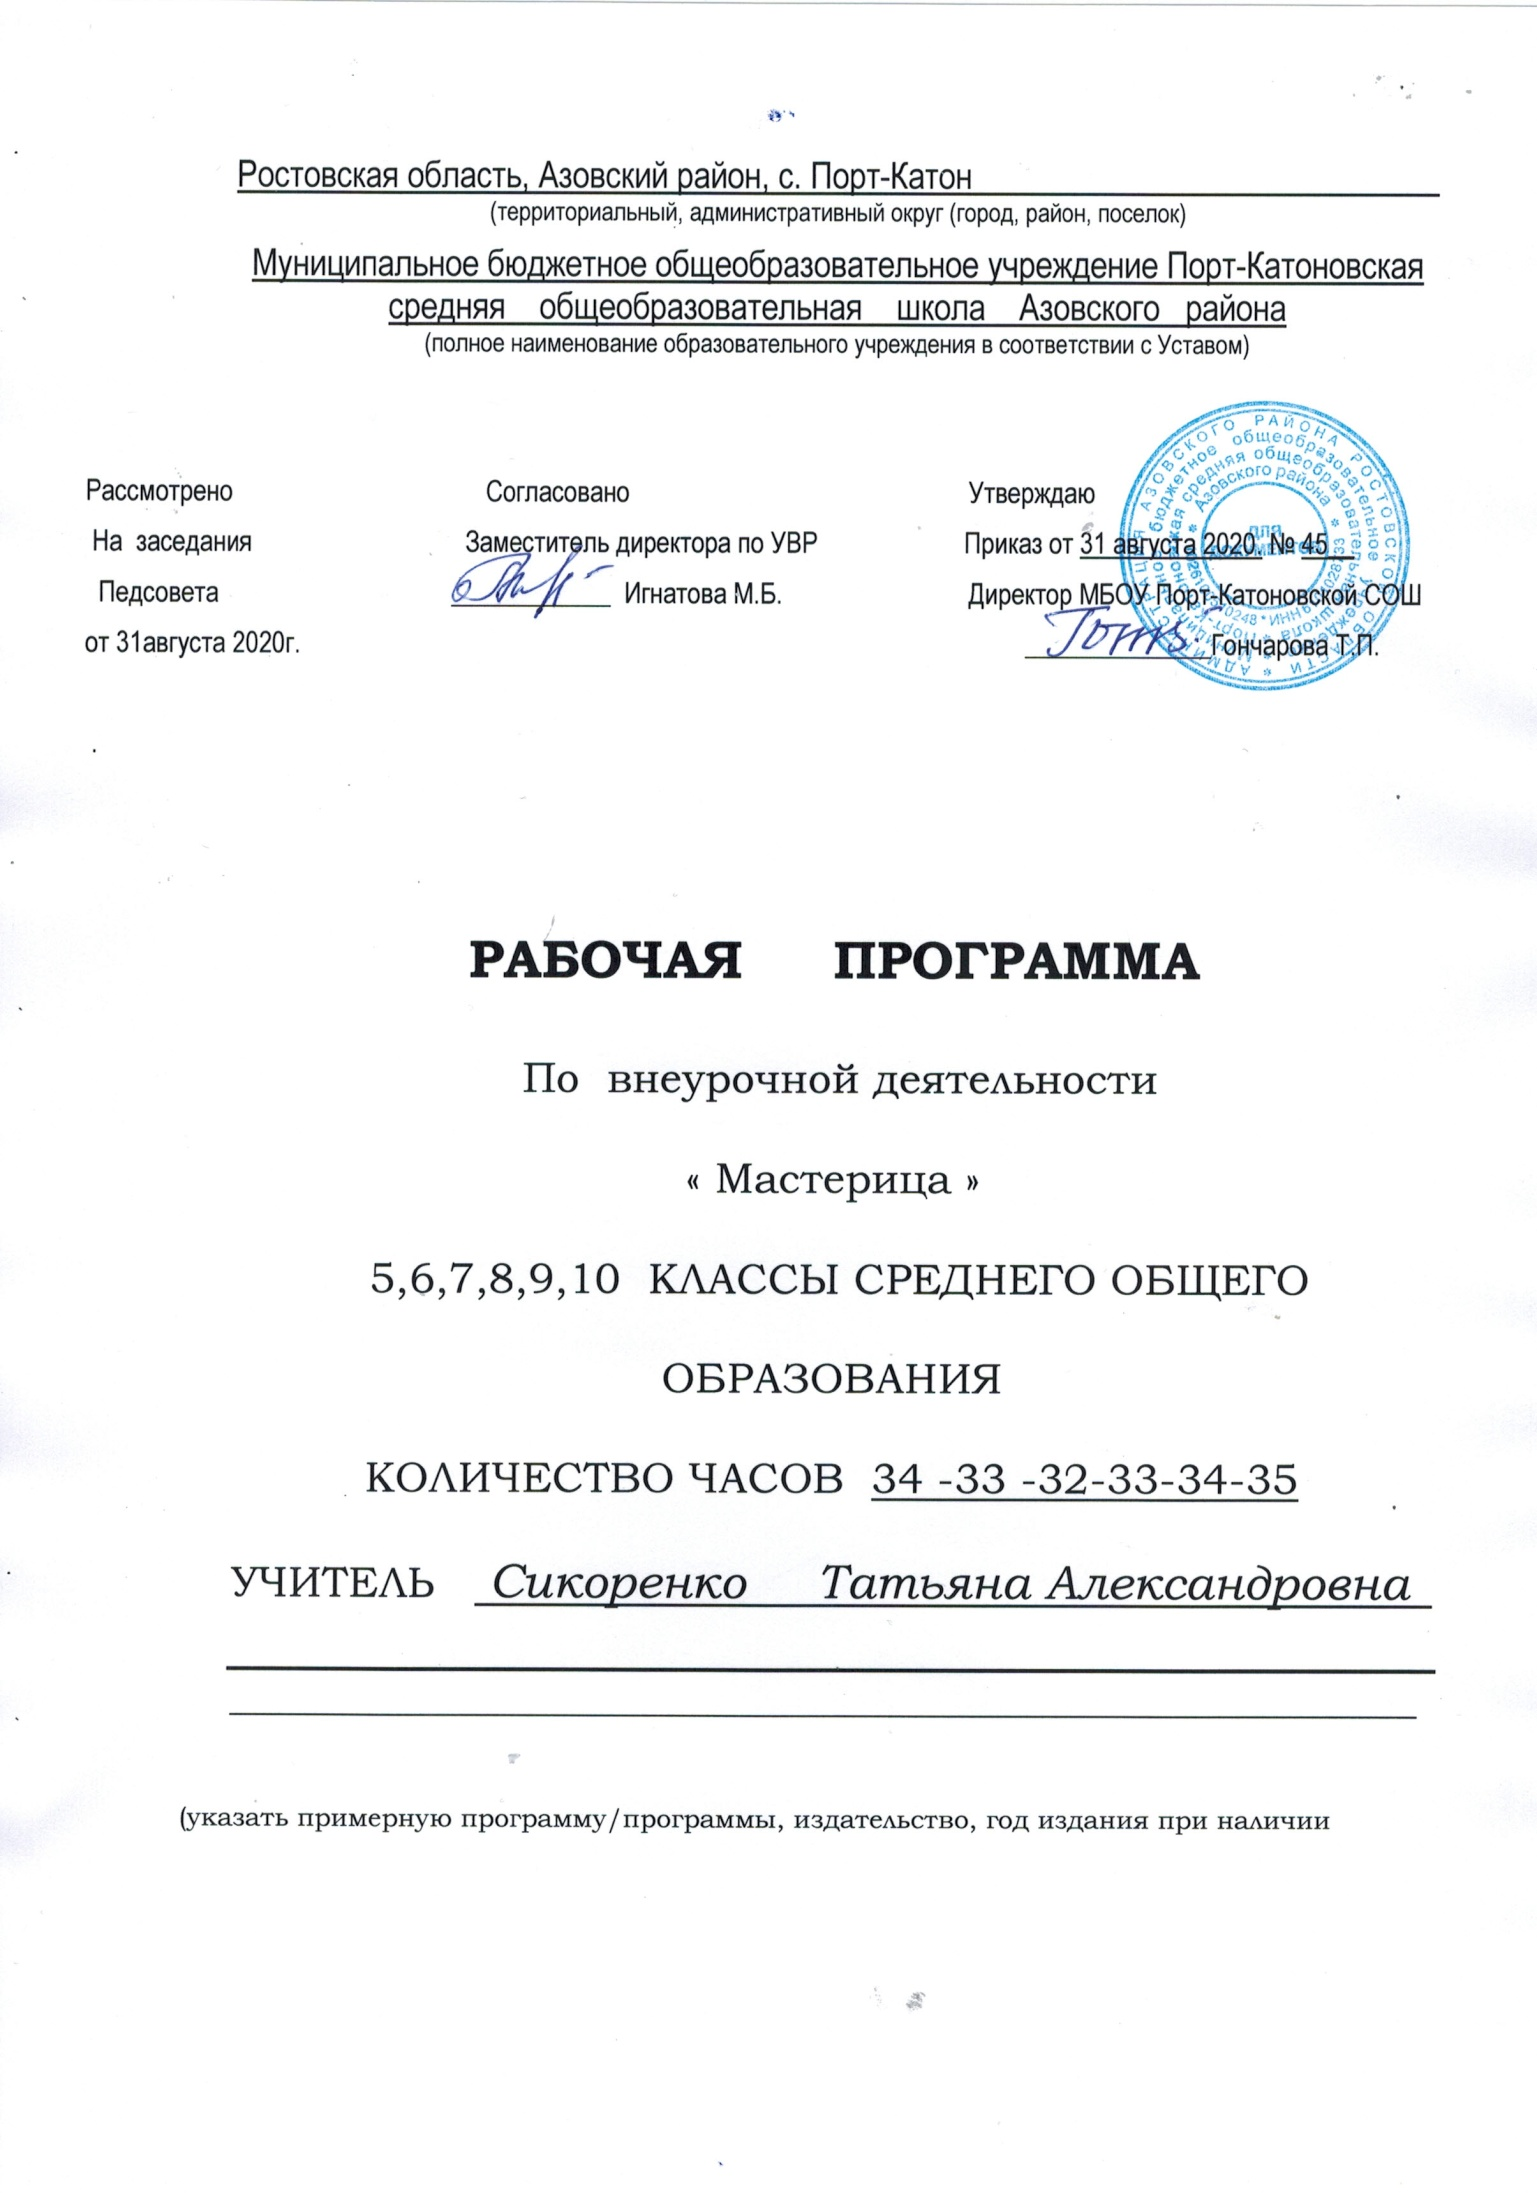 Ростовская область, Азовский район, с. Порт-Катон
(территориальный, административный округ (город, район, поселок)
Муниципальное бюджетное общеобразовательное учреждение Порт-Катоновская
средняя общеобразовательная школа Азовского района
(полное наименование образовательного учреждения в соответствии с Уставом)
Рассмотрено Согласовано Утверждаю
На заседания Заместитель директора по УВР Приказ от 31 августа 2020. № 45
Педсовета Игнатова М.Б. Директор МБОУ Порт-Катоновской СОШ
от 31августа 2020г. Гончарова Т.П.
РАБОЧАЯ ПРОГРАММА
По внеурочной деятельности
« Мастерица »
5,6,7,8,9,10 КЛАССЫ СРЕДНЕГО ОБЩЕГО
ОБРАЗОВАНИЯ
КОЛИЧЕСТВО ЧАСОВ 34 -33 -32-33-34-35
УЧИТЕЛЬ Сикоренко Татьяна Александровна
(указать примерную программу/программы, издательство, год издания при наличии